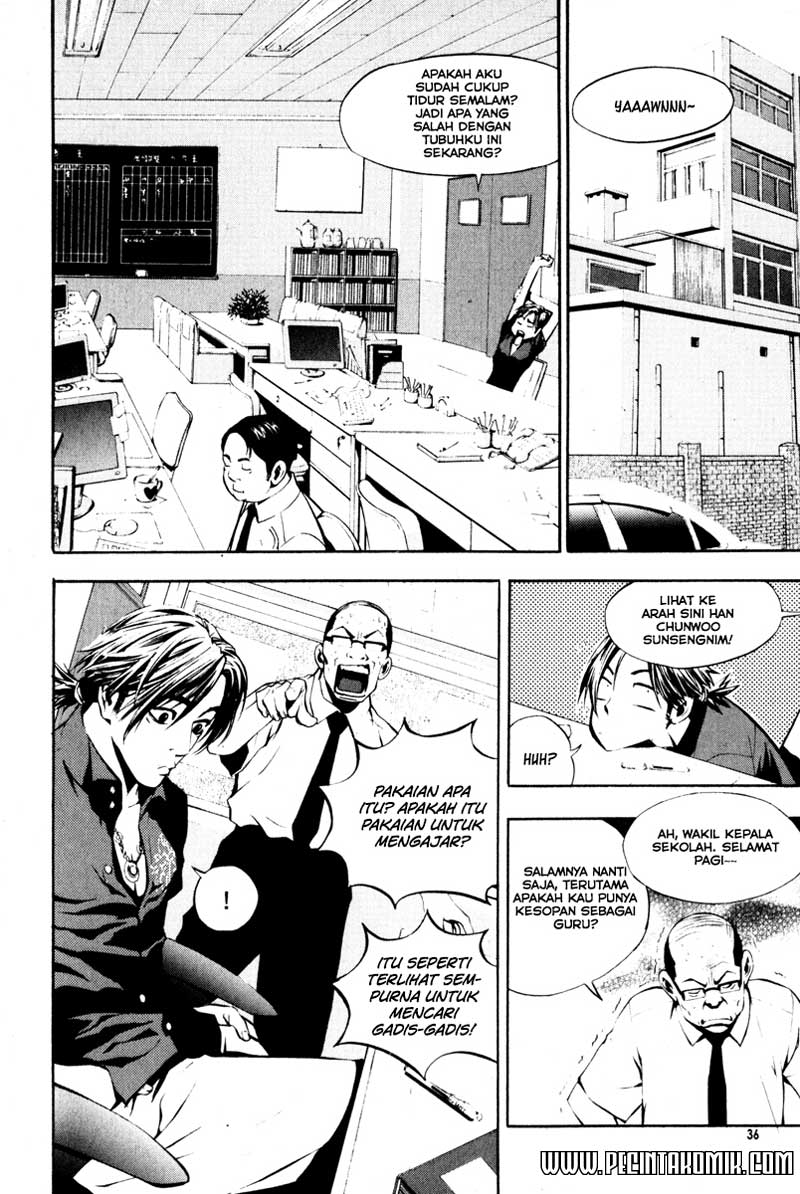 YAAAWNNN~
APAKAH AKU
SUDAH CUKUP
TIDUR SEMALAM?
JADI APA YANG
SALAH DENGAN
TUBUHKU INI
SEKARANG?
LIHAT KE
ARAH SINI HAN
CHUNWOO
SUNSENGNIM!
HUH?
AH, WAKIL KEPALA
SEKOLAH. SELAMAT
PAGI~~
SALAMNYA NANTI
SAJA, TERUTAMA
APAKAH KAU PUNYA
KESOPAN SEBAGAI
GURU?
PAKAIAN APA
ITU? APAKAH ITU
PAKAIAN UNTUK
MENGAJAR?
!
ITU SEPERTI
TERLIHAT SEM-
PURNA UNTUK
MENCARI
GADIS-GADIS!
36
WWW.PECINTAKOMIK.COM